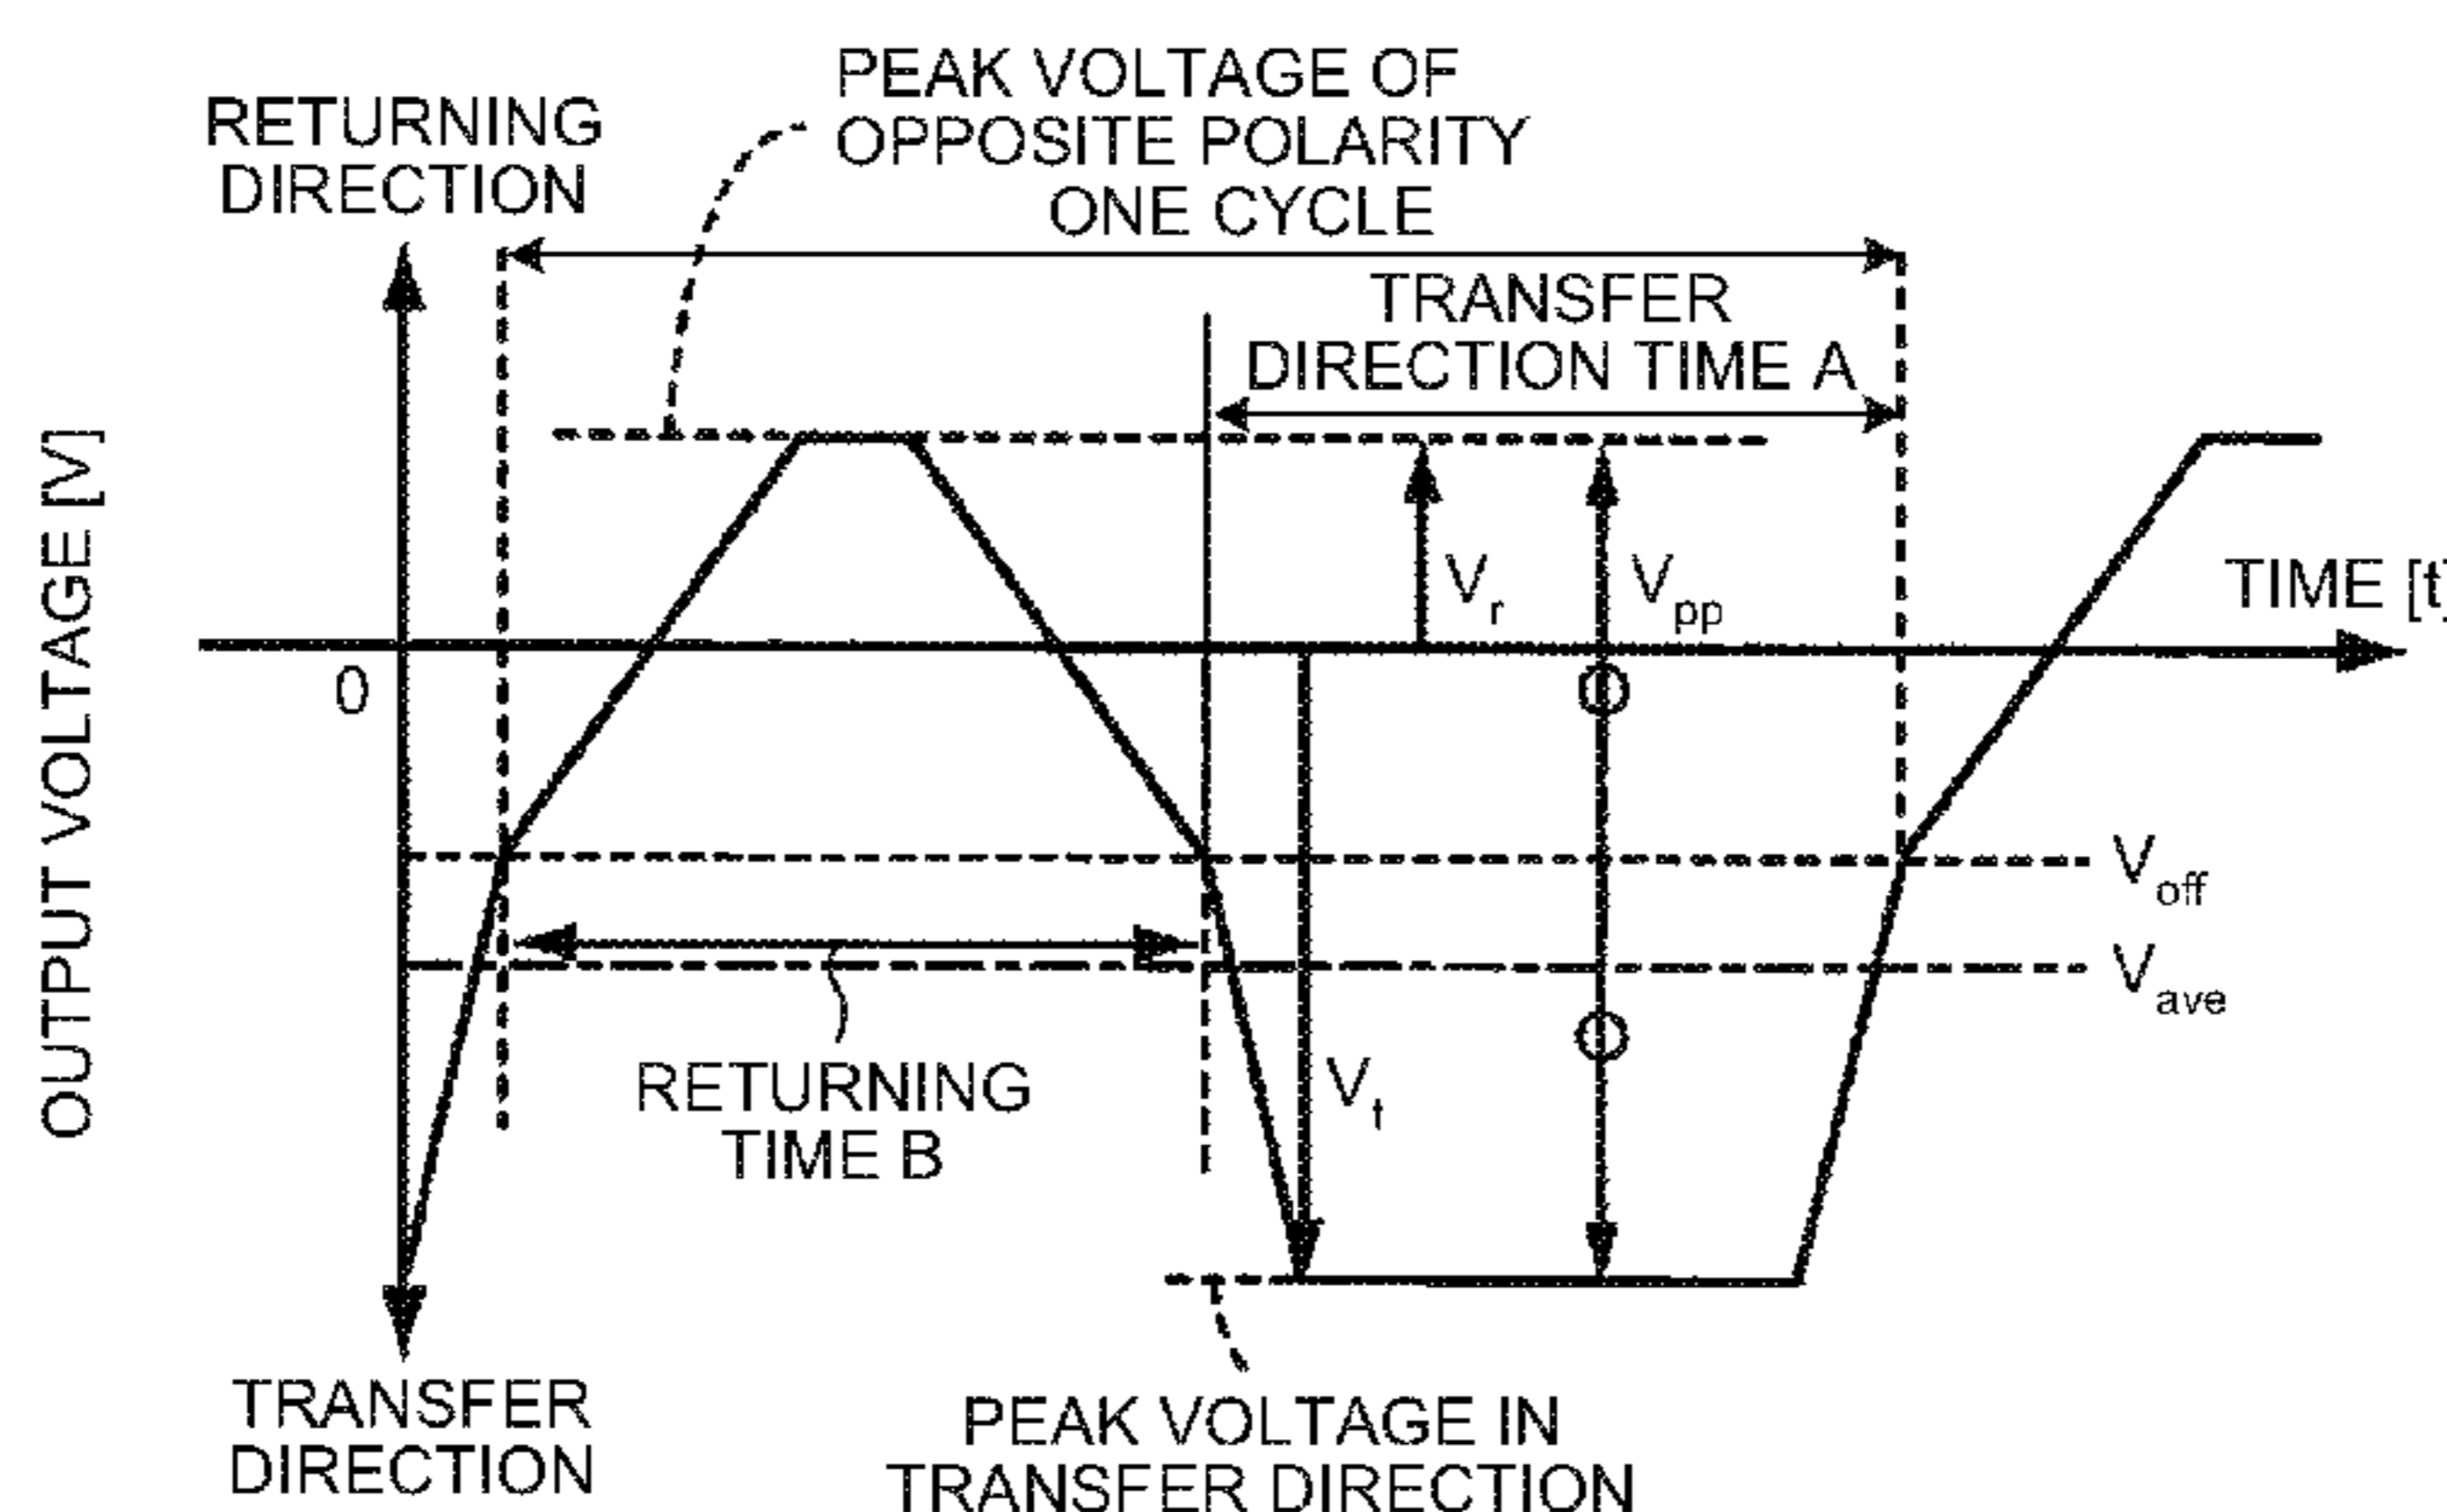 PEAK VOLTAGE OF
OPPOSITE POLARITY
RETURNING
DIRECTION
ONE CYCLE
TRANSFER
DIRECTION TIME A
OUTPUT VOLTAGE [V]
Vr
Vpp
TIME [t]
0
Voff
Vave
RETURNING
TIME B
Vt
TRANSFER
DIRECTION
PEAK VOLTAGE IN
TRANSFER DIRECTION